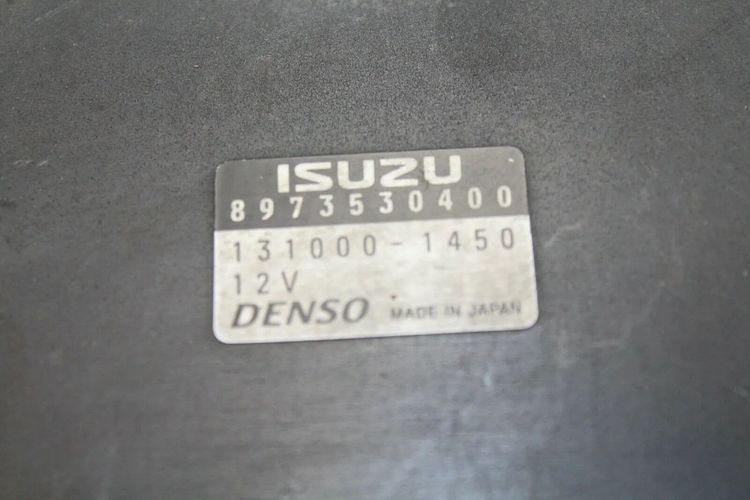 ISUZU
8973530400
131000-1450
12V
DENSO MADE IN JAPAN